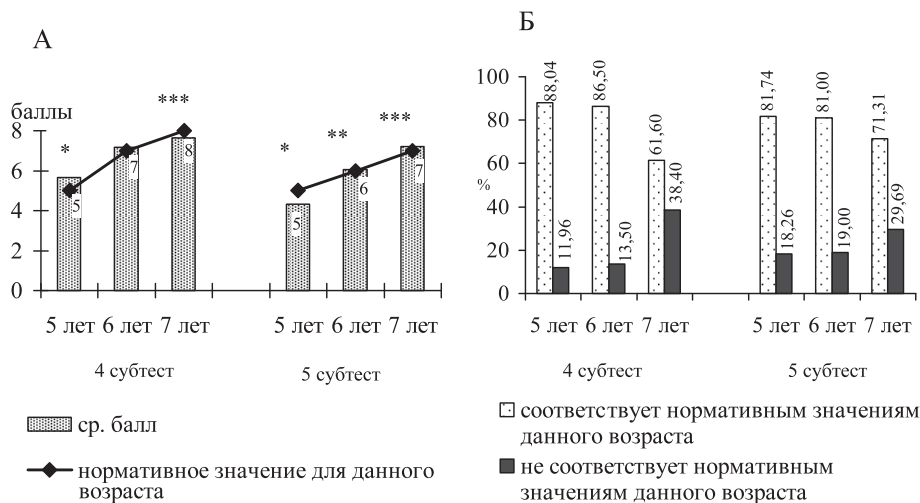 А
баллы
8
6
4
2
0
*
5
7
***
8
*
5
**
6
***
7
5 лет 6 лет 7 лет
5 лет 6 лет 7 лет
4 субтест
5 субтест
ср. балл
нормативное значение для данного
возраста
Б
100
80
60
%
40
20
0
88,04
11,96
86,50
13,50
61,60
38,40
81,74
18,26
81,00
19,00
71,31
29,69
5 лет 6 лет 7 лет
5 лет 6 лет 7 лет
4 субтест
5 субтест
соответствует нормативным значениям
данного возраста
не соответствует нормативным
значениям данного возраста